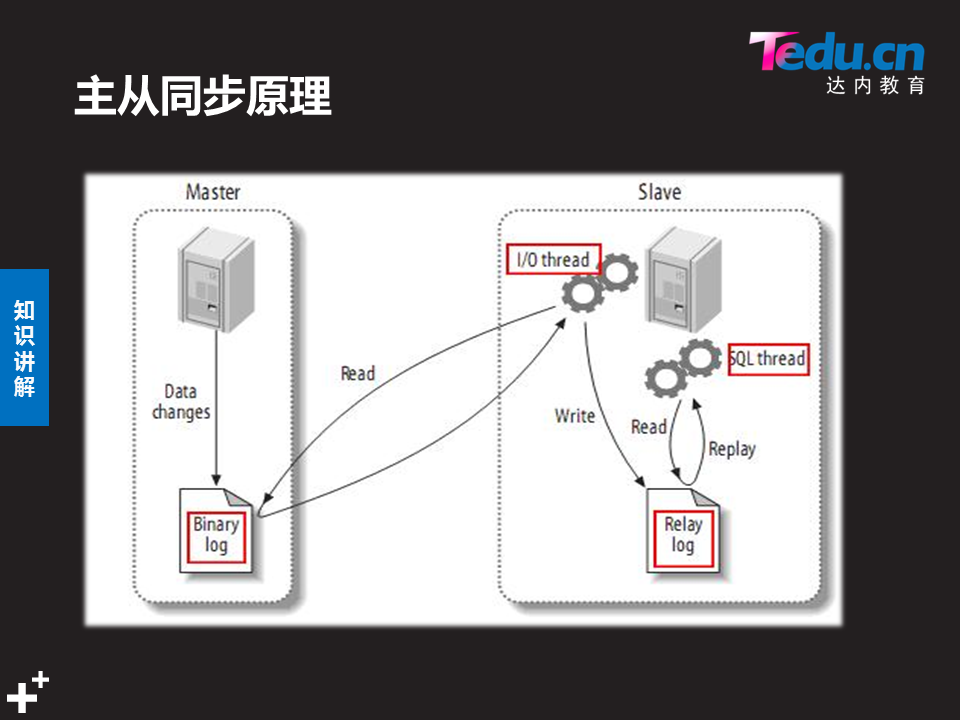 Tedu.cn
达内教育
主从同步原理
知
识
讲
解
Master
Slave
I/O thread
SQL thread
Read
Data
changes
Write
Read
Replay
Binary
log
Relay
log